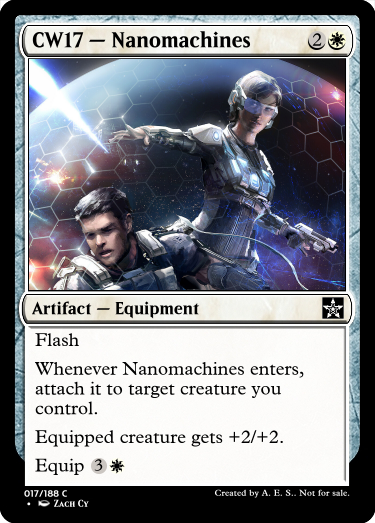 CW17 — Nanomachines 2
Artifact — Equipment
Flash
Whenever Nanomachines enters,
attach it to target creature you
control.
Equipped creature gets +2/+2.
Equip 3
017/188 C
• Zach Cy
Created by A. E. S.. Not for sale.